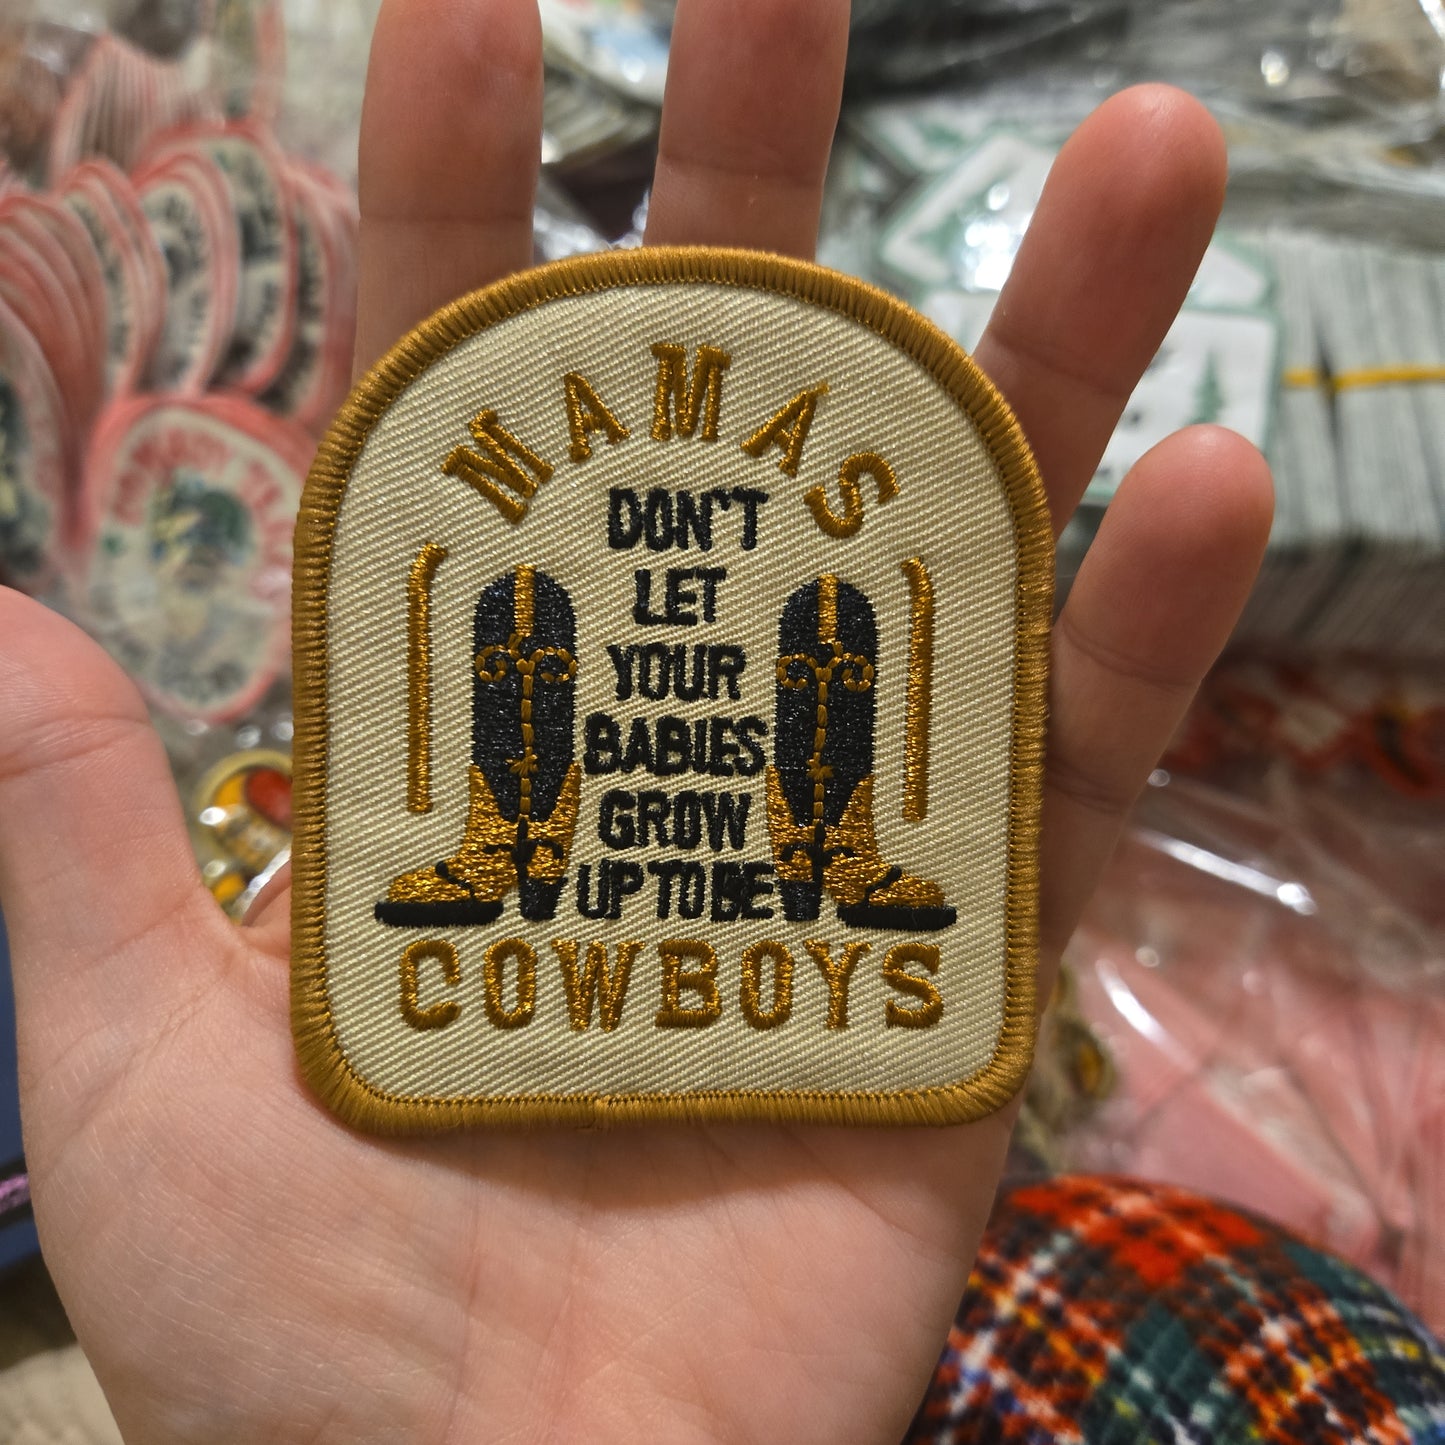 MAMAS
DON'T
LET
YOUR
BABIES
GROW
UP TO BE
COWBOYS